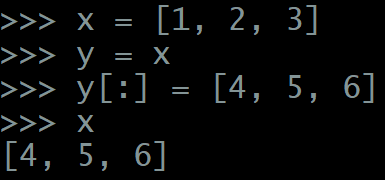 >>> x = [1, 2, 3]
>>> y = x
>>> y[:] = [4, 5, 6]
>>> x
[4, 5, 6]